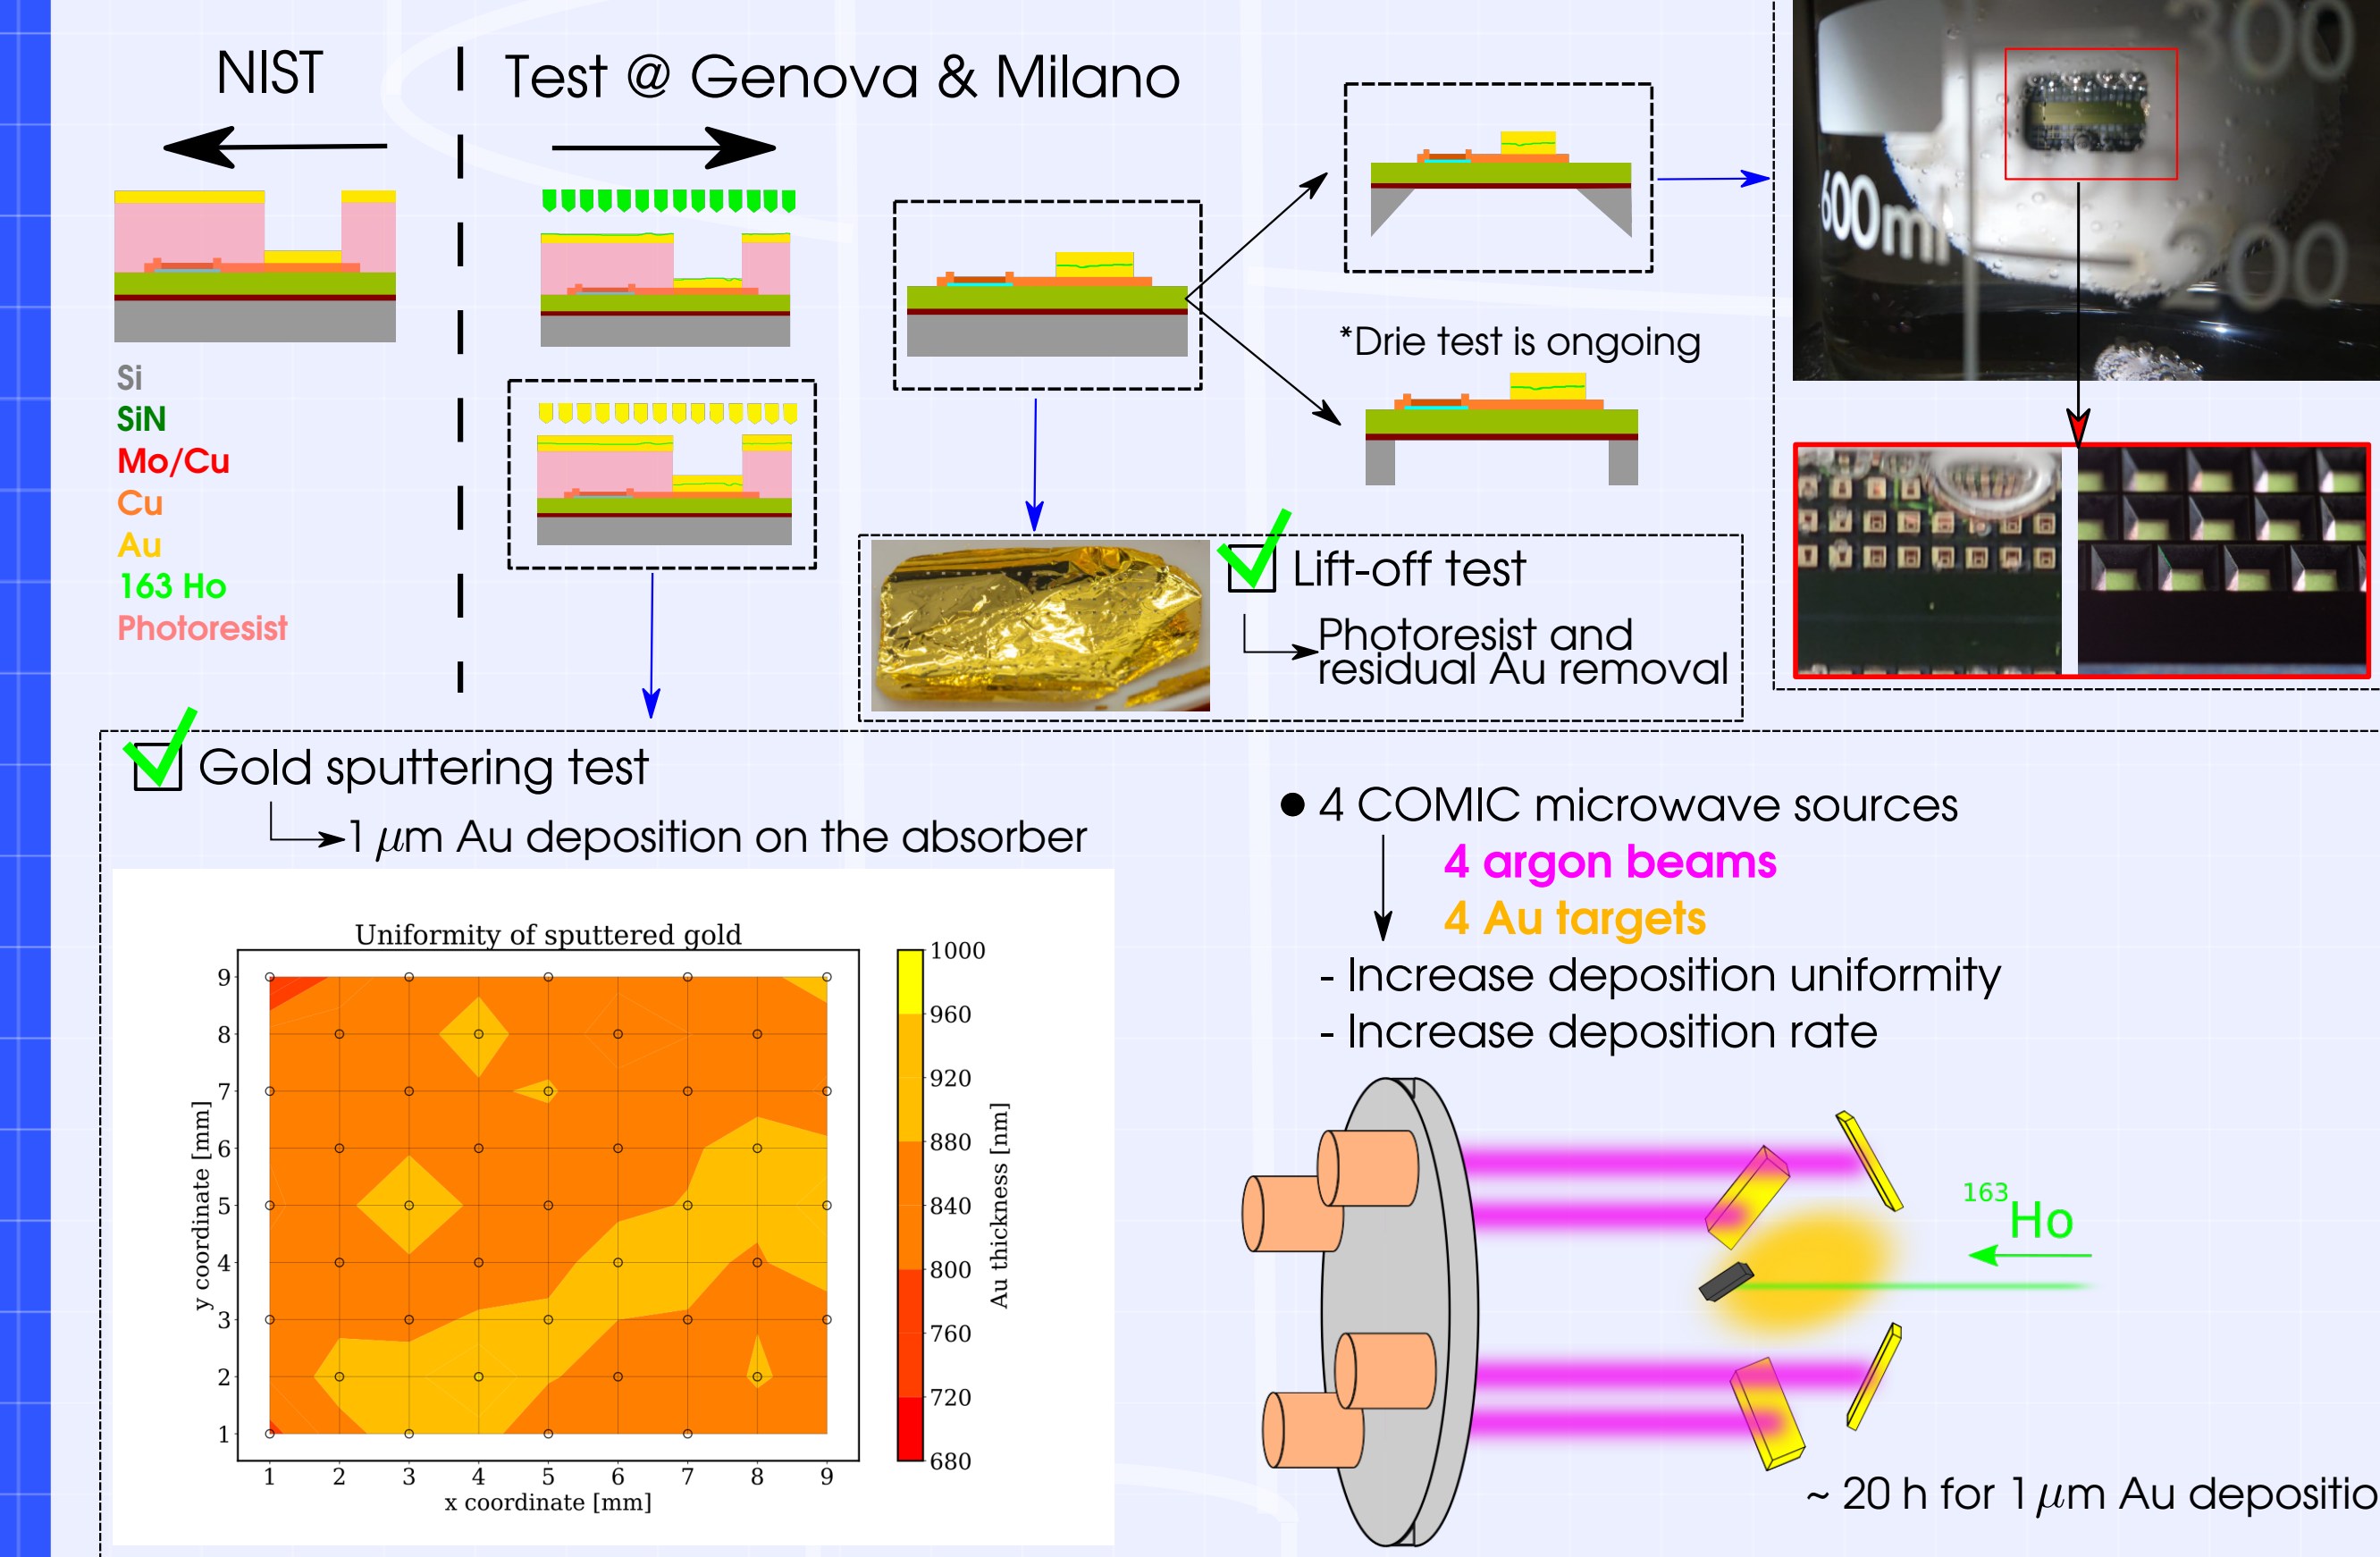 NIST
Test @ Genova & Milano
Si
SiN
Mo/Cu
Cu
Au
163 Ho
Photoresist
*Drie test is ongoing
300
600ml
200
Lift-off test
Photoresist and
residual Au removal
Gold sputtering test
1 μm Au deposition on the absorber
Uniformity of sputtered gold
9
8
7
6
5
4
3
2
1
y coordinate [mm]
1 2 3 4 5 6 7 8 9
x coordinate [mm]
1000
960
920
880
840
800
760
720
680
Au thickness [nm]
● 4 COMIC microwave sources
4 argon beams
4 Au targets
- Increase deposition uniformity
- Increase deposition rate
163Ho
~ 20 h for 1 μm Au depositio